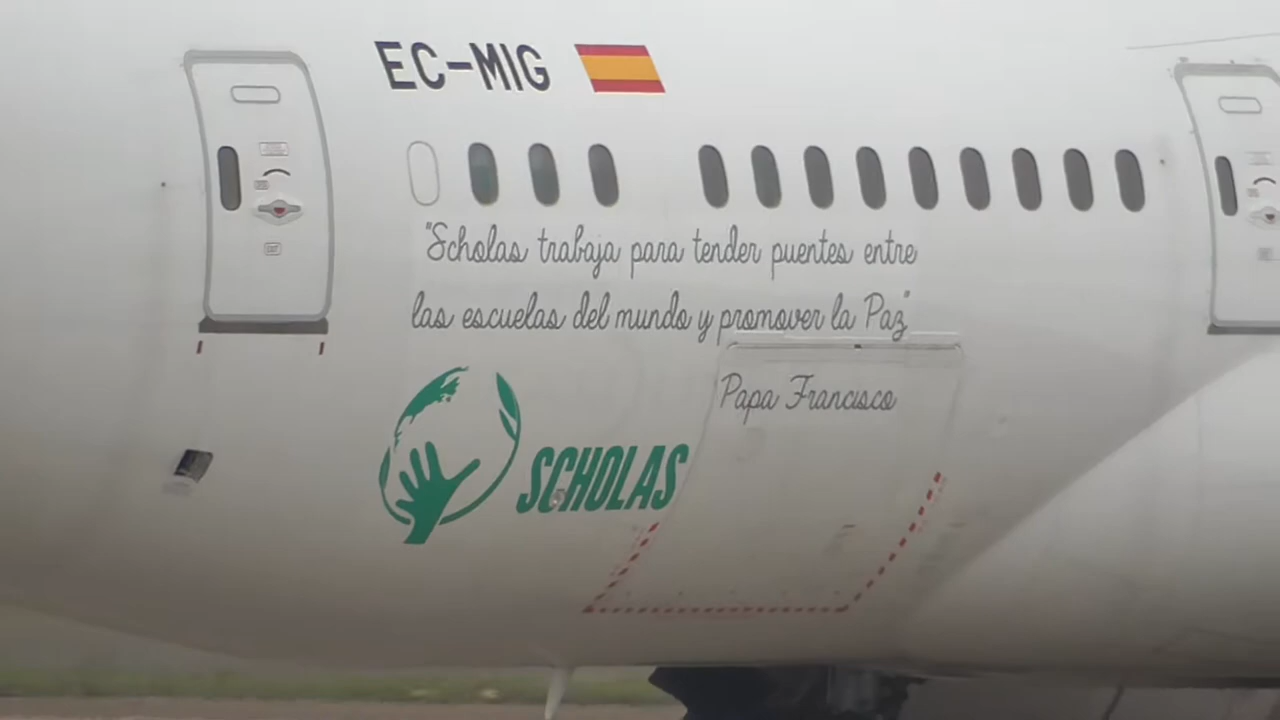 EC-MIG
"Scholas trabaja para tender puentes entre
las escuelas del mundo y promover la Paz"
Papa Francisco
SCHOLAS